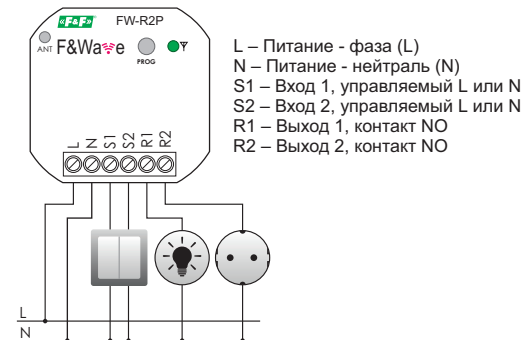 F&F FW-R2P
ANT F&Wave PROG
L N S1 S2 R1 R2
L – Питание - фаза (L)
N – Питание - нейтраль (N)
S1 – Вход 1, управляемый L или N
S2 – Вход 2, управляемый L или N
R1 – Выход 1, контакт NO
R2 – Выход 2, контакт NO
L
N